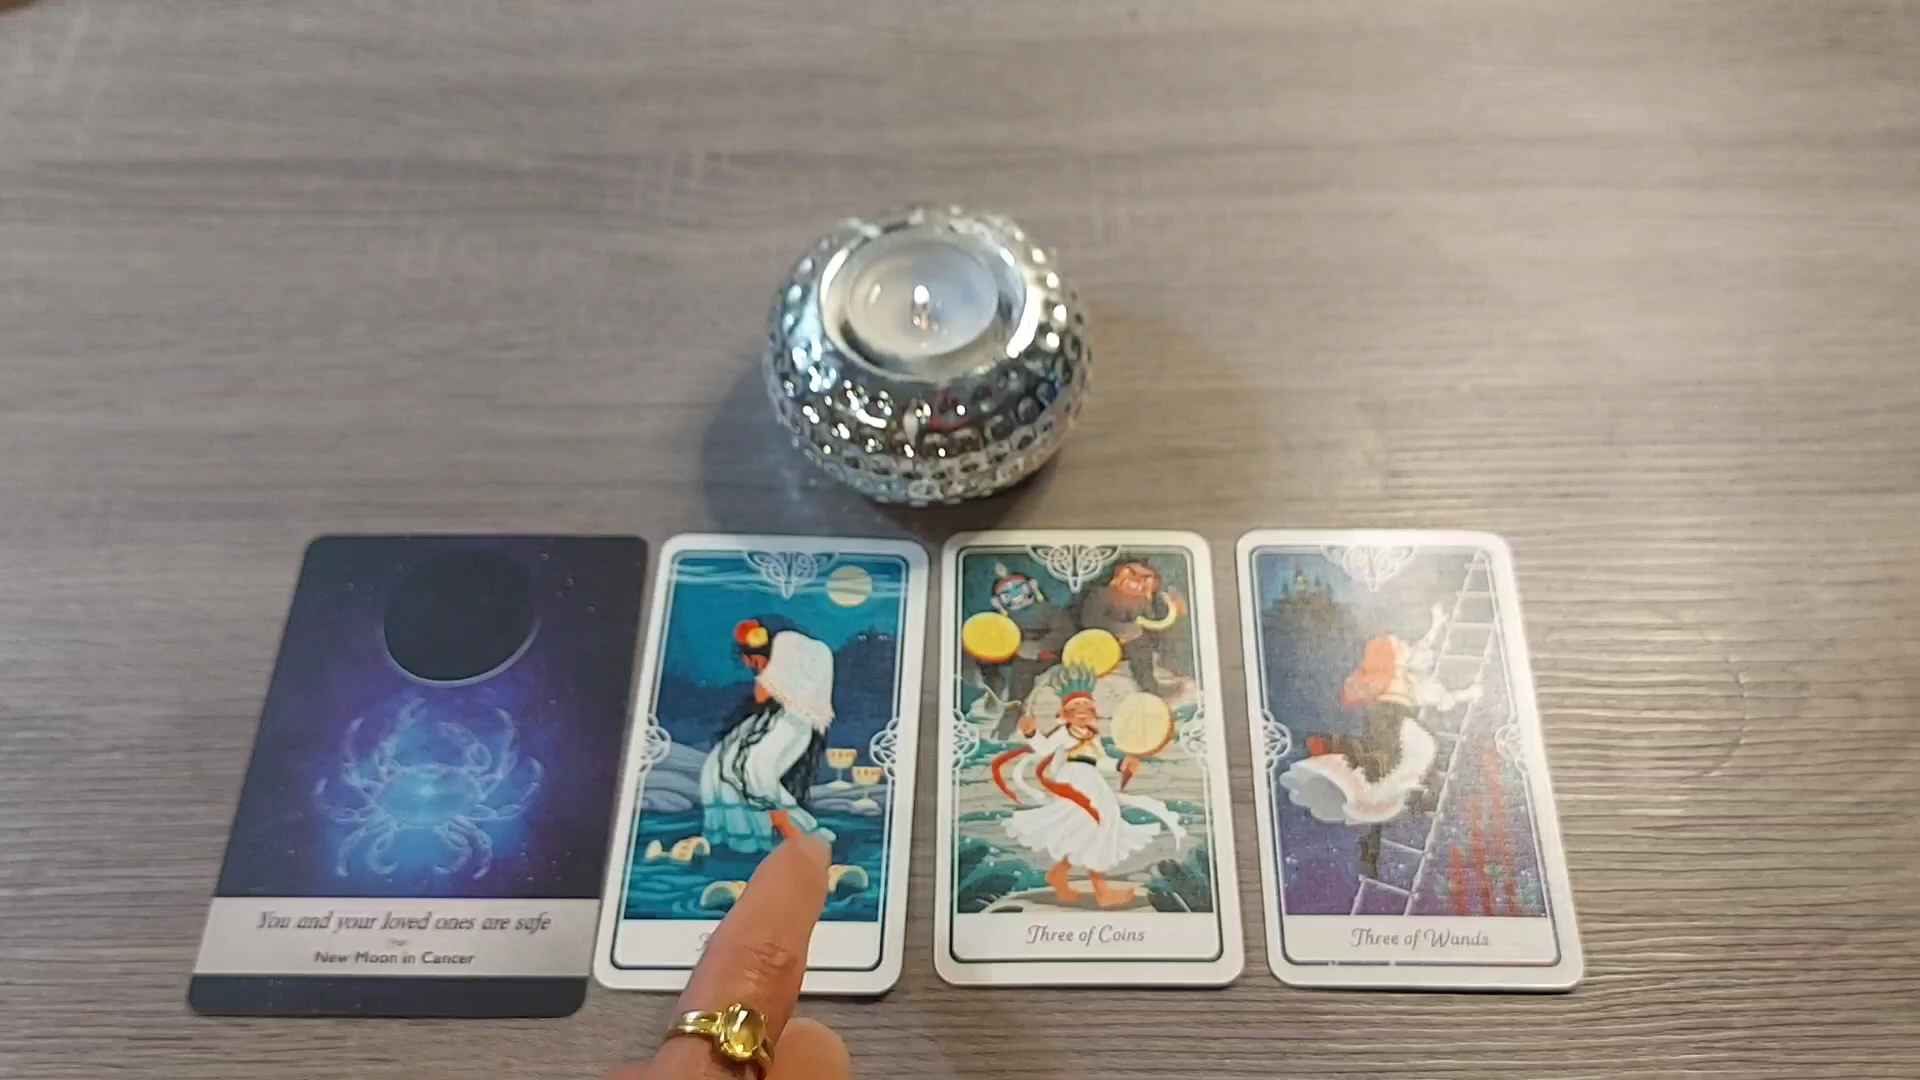 You and your loved ones are safe
New Moon in Cancer
Three of Coins
Three of Wands